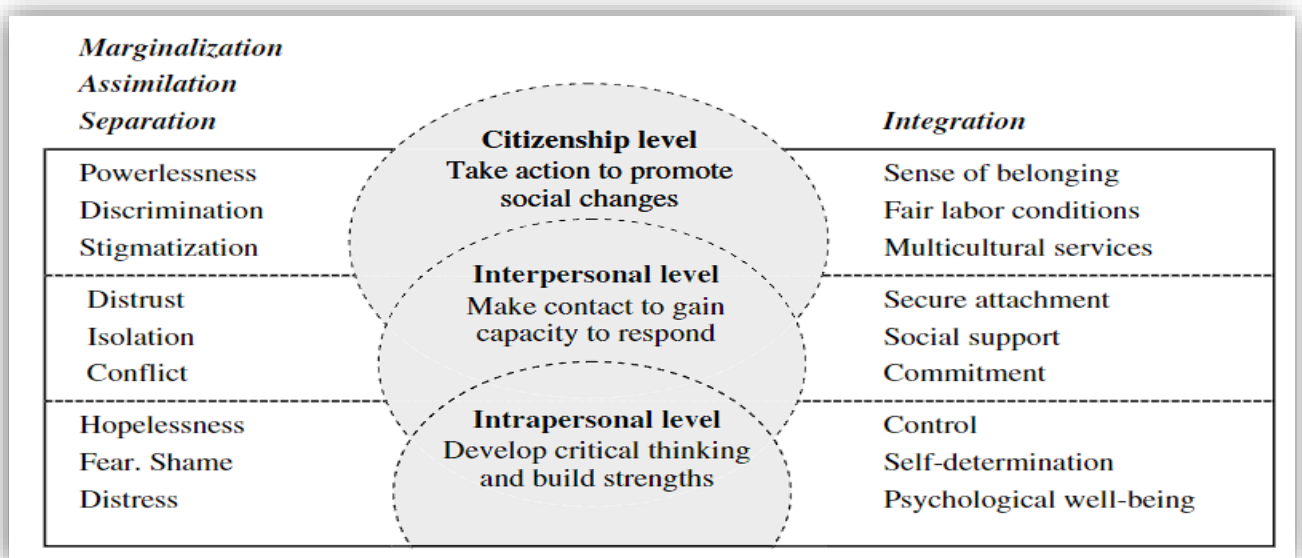 Marginalization
Assimilation
Separation
Integration
Citizenship level
Take action to promote
social changes
Powerlessness
Discrimination
Stigmatization
Sense of belonging
Fair labor conditions
Multicultural services
Interpersonal level
Make contact to gain
capacity to respond
Distrust
Isolation
Conflict
Secure attachment
Social support
Commitment
Intrapersonal level
Develop critical thinking
and build strengths
Hopelessness
Fear. Shame
Distress
Control
Self-determination
Psychological well-being